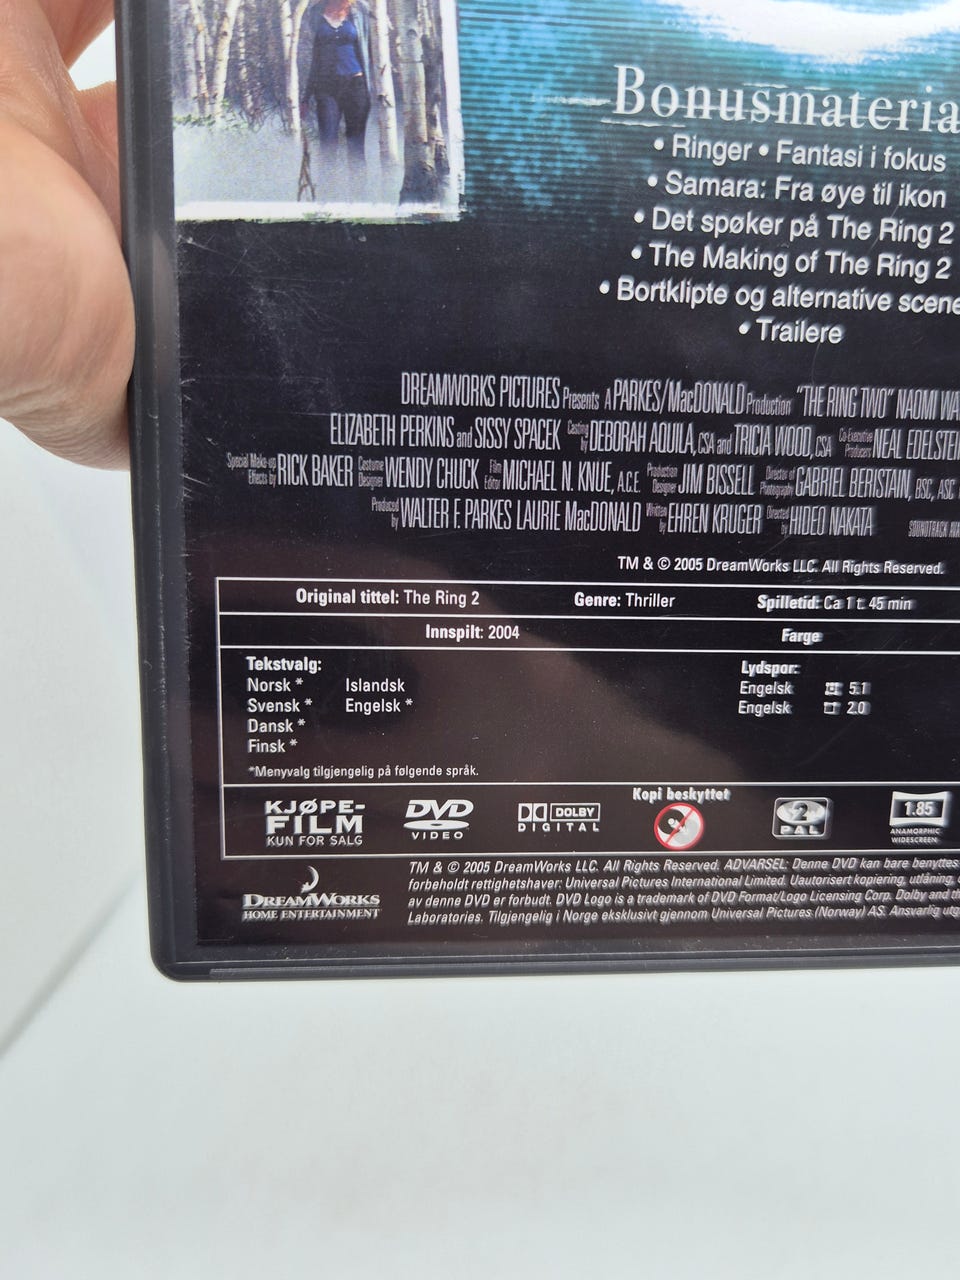 Bonusmateria
• Ringer • Fantasi i fokus
• Samara: Fra øye til ikon
• Det spøker på The Ring 2
• The Making of The Ring 2
• Bortklipte og alternative scene
• Trailere
DREAMWORKS PICTURES Presents A PARKES/MacDONALD Production "THE RING TWO" NAOMI WA
ELIZABETH PERKINS and SISSY SPACEK Casting by DEBORAH AQUILA, CSA and TRICIA WOOD, CSA Co-Executive Producers NEAL EDELSTEIN
Special Make-up Effects by RICK BAKER Costume Designer WENDY CHUCK Film Editor MICHAEL N. KNUE, A.C.E. Production Designer JIM BISSELL Director of Photography GABRIEL BERISTAIN, BSC, ASC
Produced by WALTER F. PARKES LAURIE MacDONALD Written by EHREN KRUGER Directed by HIDEO NAKATA SOUNDTRACK
TM & © 2005 DreamWorks LLC. All Rights Reserved.
Original tittel: The Ring 2 Genre: Thriller Spilletid: Ca 1 t. 45 min
Innspilt: 2004 Farge
Tekstvalg: Lydspor:
Norsk * Islandsk Engelsk 5.1
Svensk * Engelsk * Engelsk 2.0
Dansk *
Finsk *
*Menyvalg tilgjengelig på følgende språk.
Kopi beskyttet
KJØPE-
FILM
KUN FOR SALG
DVD
VIDEO
DOLBY
DIGITAL
2
PAL
1.85
ANAMORPHIC
WIDESCREEN
DREAMWORKS
HOME ENTERTAINMENT
TM & © 2005 DreamWorks LLC. All Rights Reserved. ADVARSEL: Denne DVD kan bare benyttes
forbeholdt rettighetshaver: Universal Pictures International Limited. Uautorisert kopiering, utlåning,
av denne DVD er forbudt. DVD Logo is a trademark of DVD Format/Logo Licensing Corp. Dolby and th
Laboratories. Tilgjengelig i Norge eksklusivt gjennom Universal Pictures (Norway) AS. Ansvarlig utg